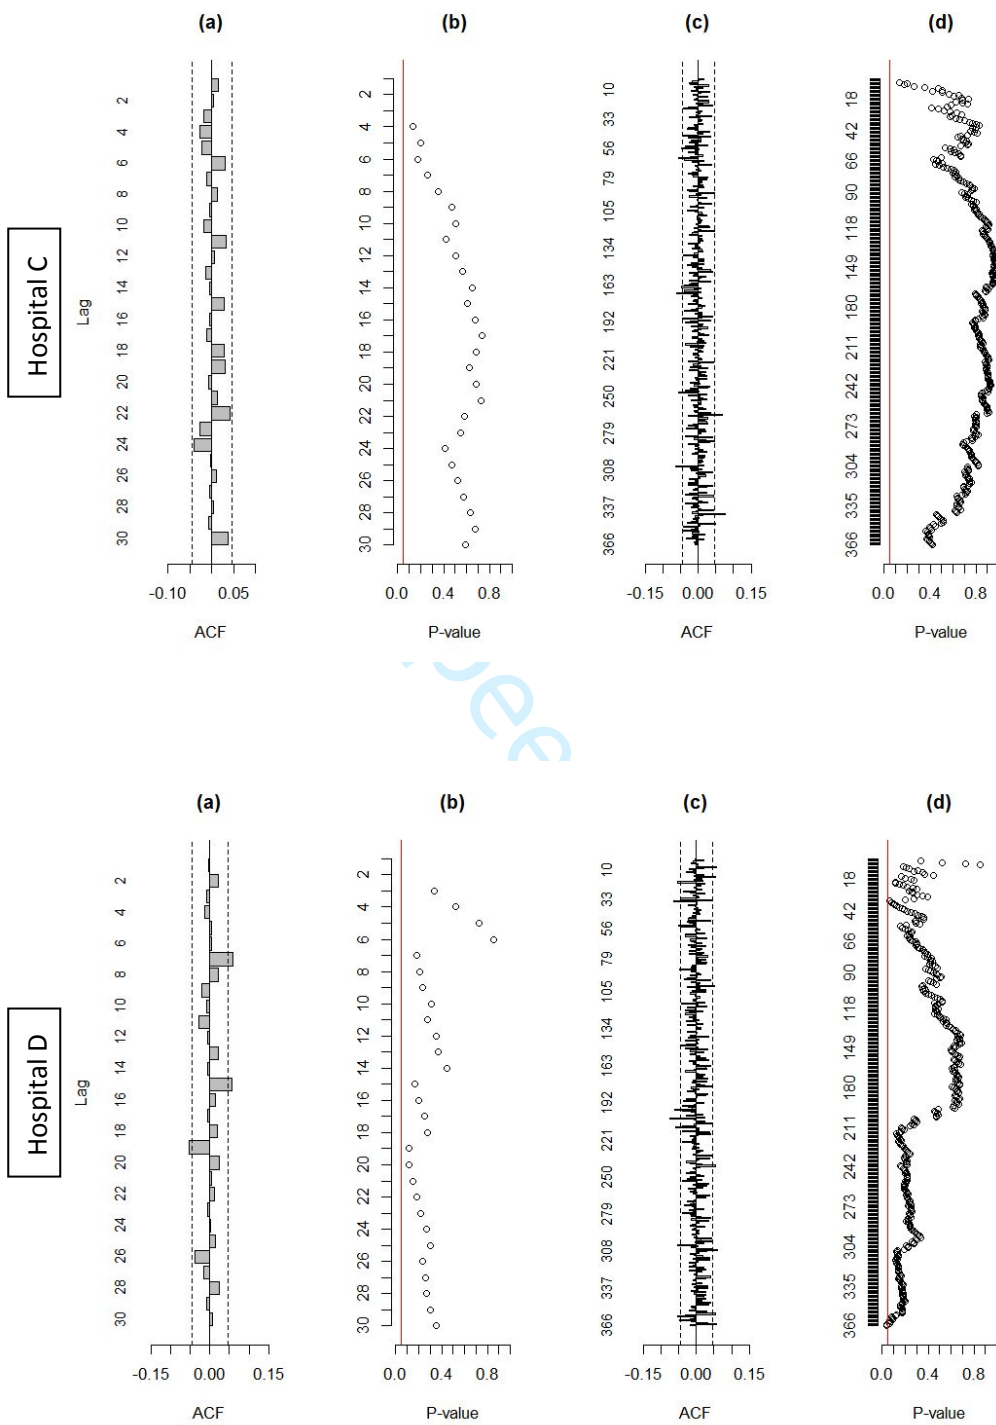 (a) (b) (c) (d)
Hospital C
Lag
2 4 6 8 10 12 14 16 18 20 22 24 26 28 30
-0.10 0.05
ACF
2 4 6 8 10 12 14 16 18 20 22 24 26 28 30
0.0 0.4 0.8
P-value
10 33 56 79 105 134 163 192 221 250 279 308 337 366
-0.15 0.00 0.15
ACF
18 42 66 90 118 149 180 211 242 273 304 335 366
0.0 0.4 0.8
P-value
pee
(a) (b) (c) (d)
Hospital D
Lag
2 4 6 8 10 12 14 16 18 20 22 24 26 28 30
-0.15 0.00 0.15
ACF
2 4 6 8 10 12 14 16 18 20 22 24 26 28 30
0.0 0.4 0.8
P-value
10 33 56 79 105 134 163 192 221 250 279 308 337 366
-0.15 0.00 0.15
ACF
18 42 66 90 118 149 180 211 242 273 304 335 366
0.0 0.4 0.8
P-value